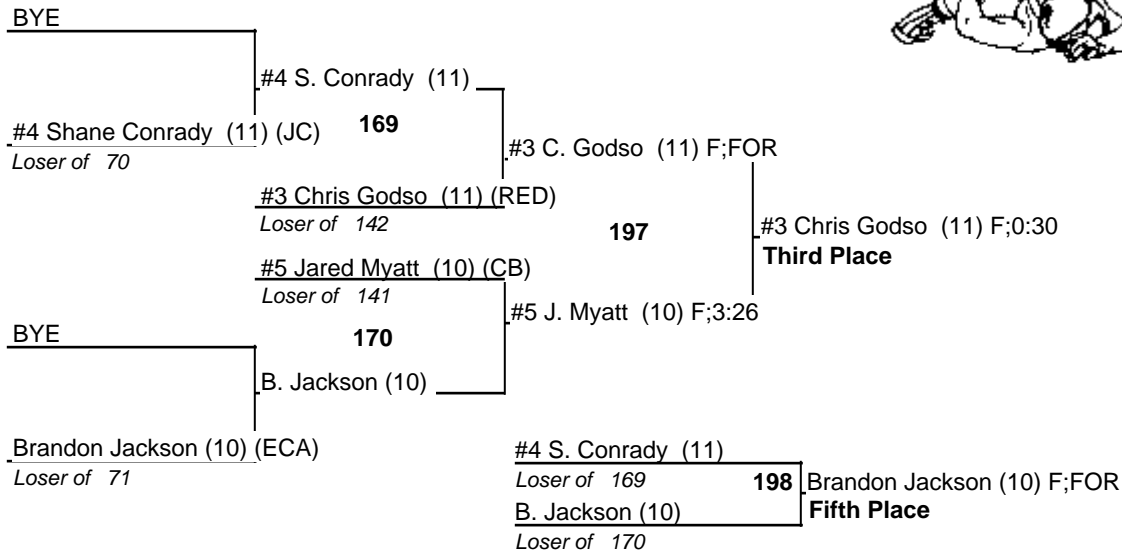 BYE
#4 S. Conrady (11)
#4 Shane Conrady (11) (JC)
169
Loser of 70
#3 C. Godso (11) F;FOR
#3 Chris Godso (11) (RED)
Loser of 142
197
#3 Chris Godso (11) F;0:30
Third Place
#5 Jared Myatt (10) (CB)
Loser of 141
#5 J. Myatt (10) F;3:26
BYE
170
B. Jackson (10)
Brandon Jackson (10) (ECA)
Loser of 71
#4 S. Conrady (11)
Loser of 169
198
Brandon Jackson (10) F;FOR
Fifth Place
B. Jackson (10)
Loser of 170